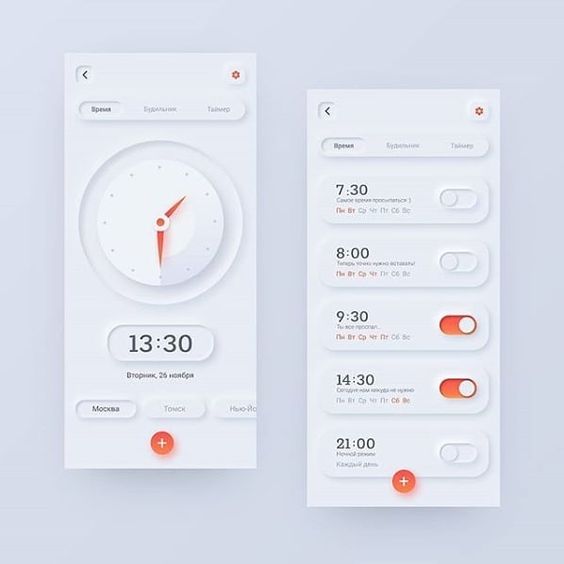 Время Будильник Таймер
13:30
Вторник, 26 ноября
Москва Томск Нью-Йо
Время Будильник Таймер
7:30
Самое время просыпаться :)
Пн Вт Ср Чт Пт Сб Вс
8:00
Теперь точно нужно вставать!
Пн Вт Ср Чт Пт Сб Вс
9:30
Ты все проспал...
Пн Вт Ср Чт Пт Сб Вс
14:30
Сегодня нам никуда не нужно
Пн Вт Ср Чт Пт Сб Вс
21:00
Ночной режим
Каждый день